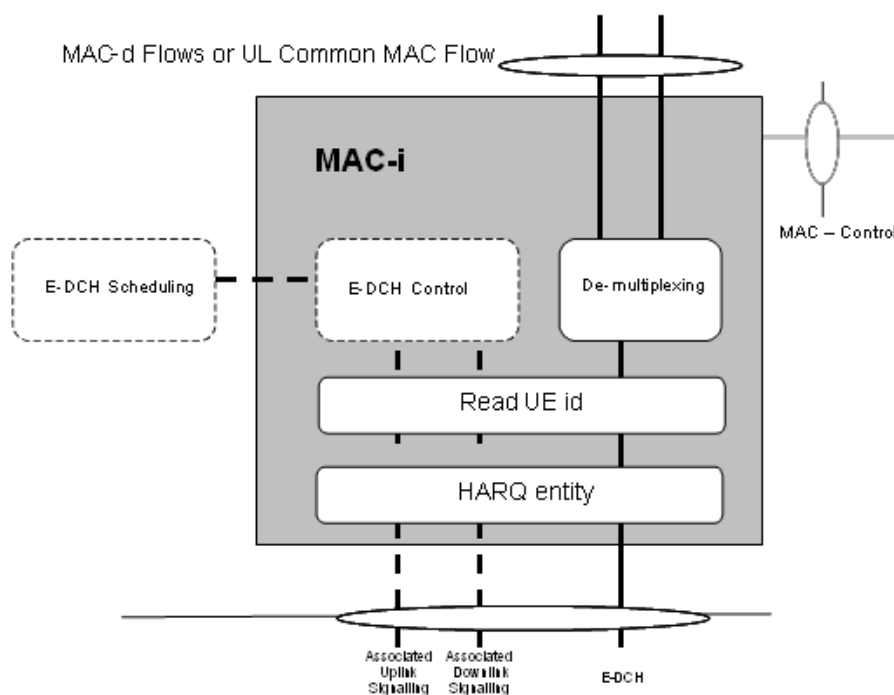 MAC-d Flows or UL Common MAC Flow
MAC-i
MAC – Control
E-DCH Scheduling
E-DCH Control
De-multiplexing
Read UE id
HARQ entity
Associated
Uplink
Signalling
Associated
Downlink
Signalling
E-DCH